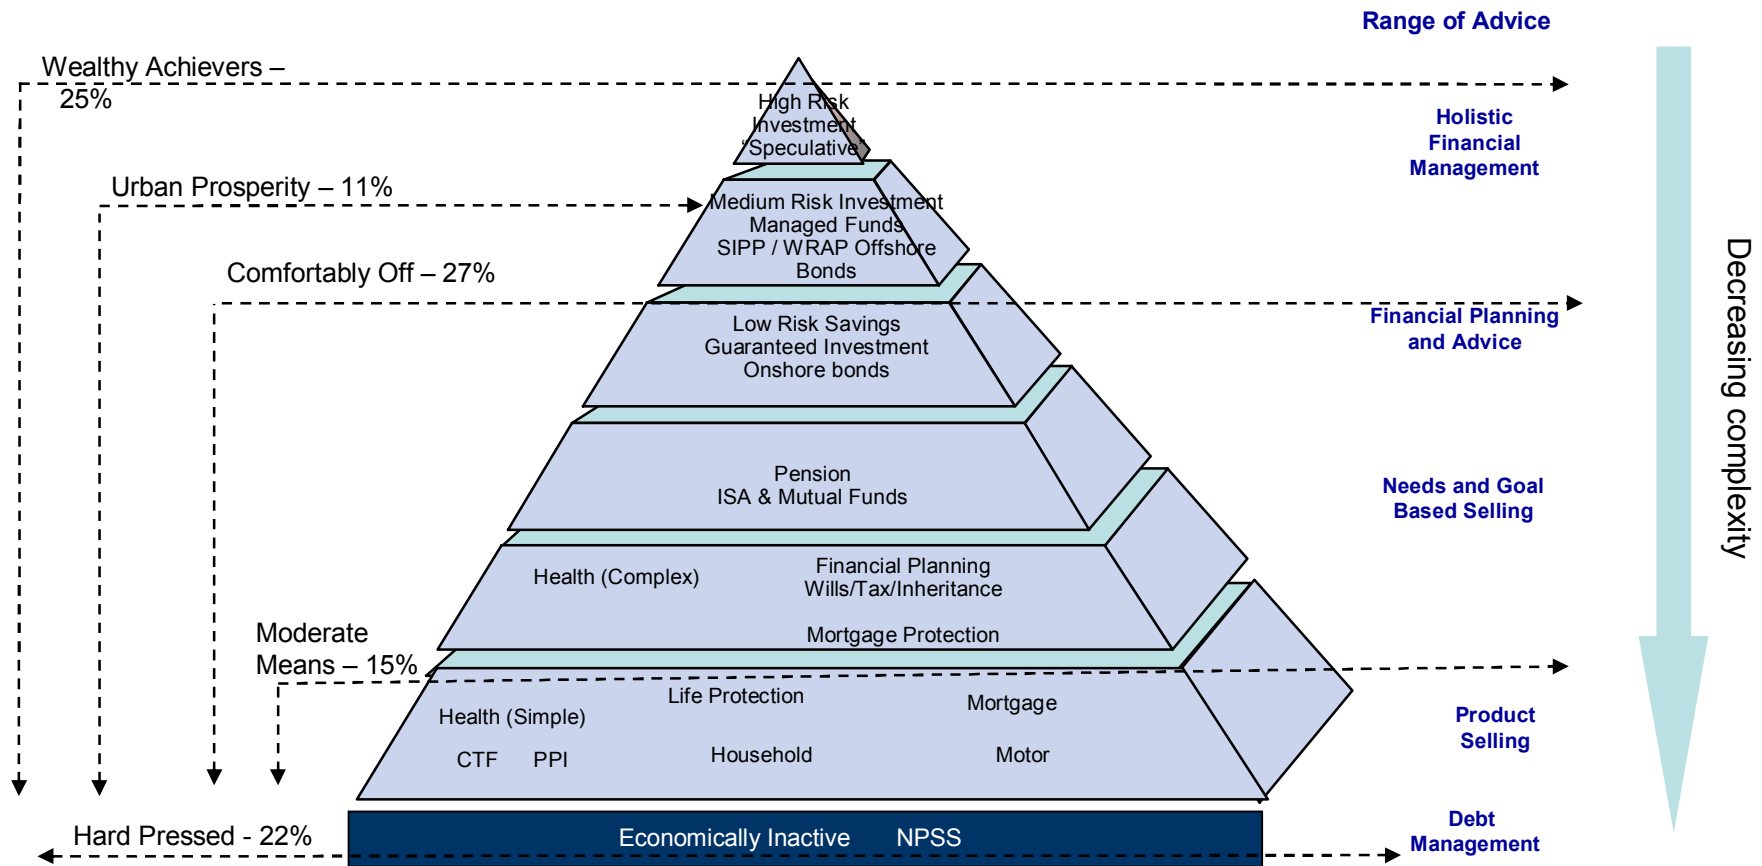 Range of Advice
Wealthy Achievers –
25%
High Risk
Investment
“Speculative”
Holistic
Financial
Management
Urban Prosperity – 11%
Medium Risk Investment
Managed Funds
SIPP / WRAP Offshore
Bonds
Comfortably Off – 27%
Low Risk Savings
Guaranteed Investment
Onshore bonds
Financial Planning
and Advice
Decreasing complexity
Pension
ISA & Mutual Funds
Needs and Goal
Based Selling
Health (Complex)
Financial Planning
Wills/Tax/Inheritance
Mortgage Protection
Moderate
Means – 15%
Life Protection
Mortgage
Health (Simple)
CTF PPI
Household
Motor
Product
Selling
Hard Pressed - 22%
Economically Inactive NPSS
Debt
Management